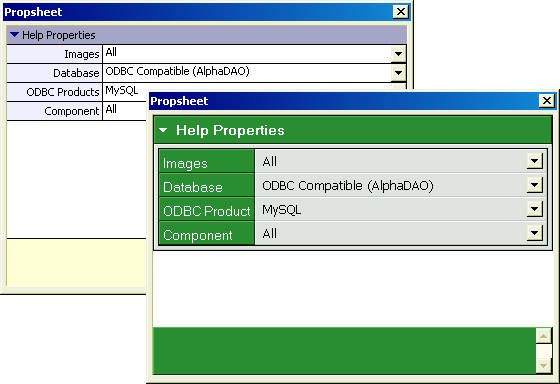 Propsheet
Help Properties
Images All
Database ODBC Compatible (AlphaDAO)
ODBC Products MySQL
Component All
Propsheet
Help Properties
Images All
Database ODBC Compatible (AlphaDAO)
ODBC Product MySQL
Component All